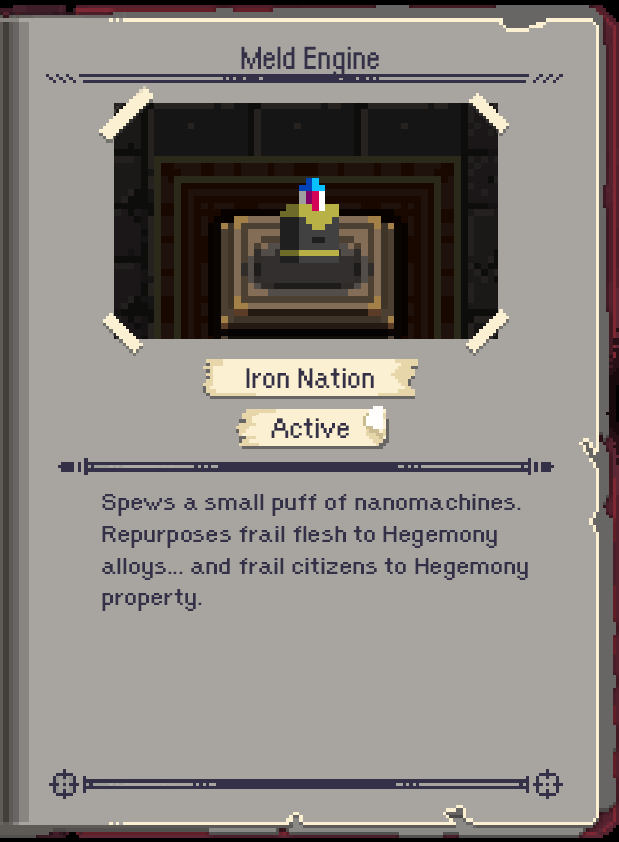 Meld Engine
Iron Nation
Active
Spews a small puff of nanomachines.
Repurposes frail flesh to Hegemony
alloys... and frail citizens to Hegemony
property.